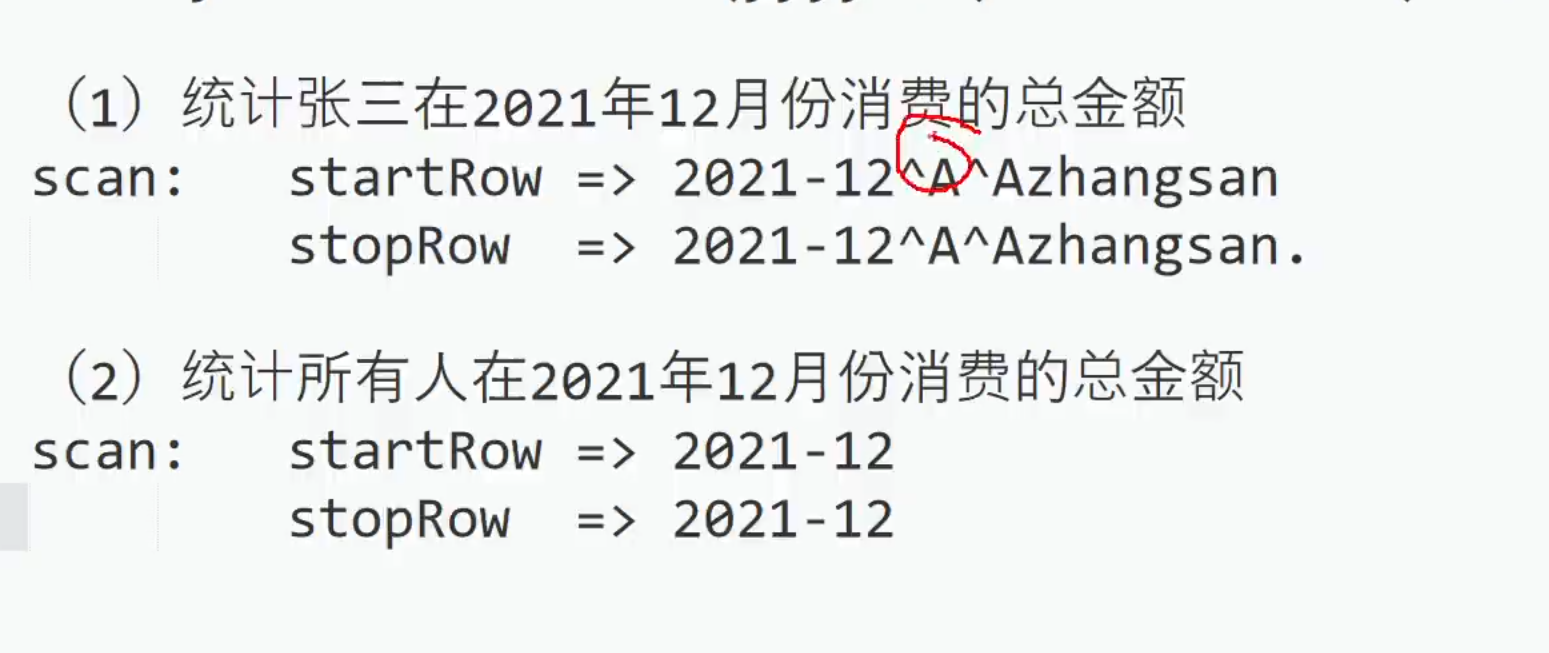 （1）统计张三在2021年12月份消费的总金额
scan: startRow => 2021-12^A^Azhangsan
stopRow => 2021-12^A^Azhangsan.
（2）统计所有人在2021年12月份消费的总金额
scan: startRow => 2021-12
stopRow => 2021-12